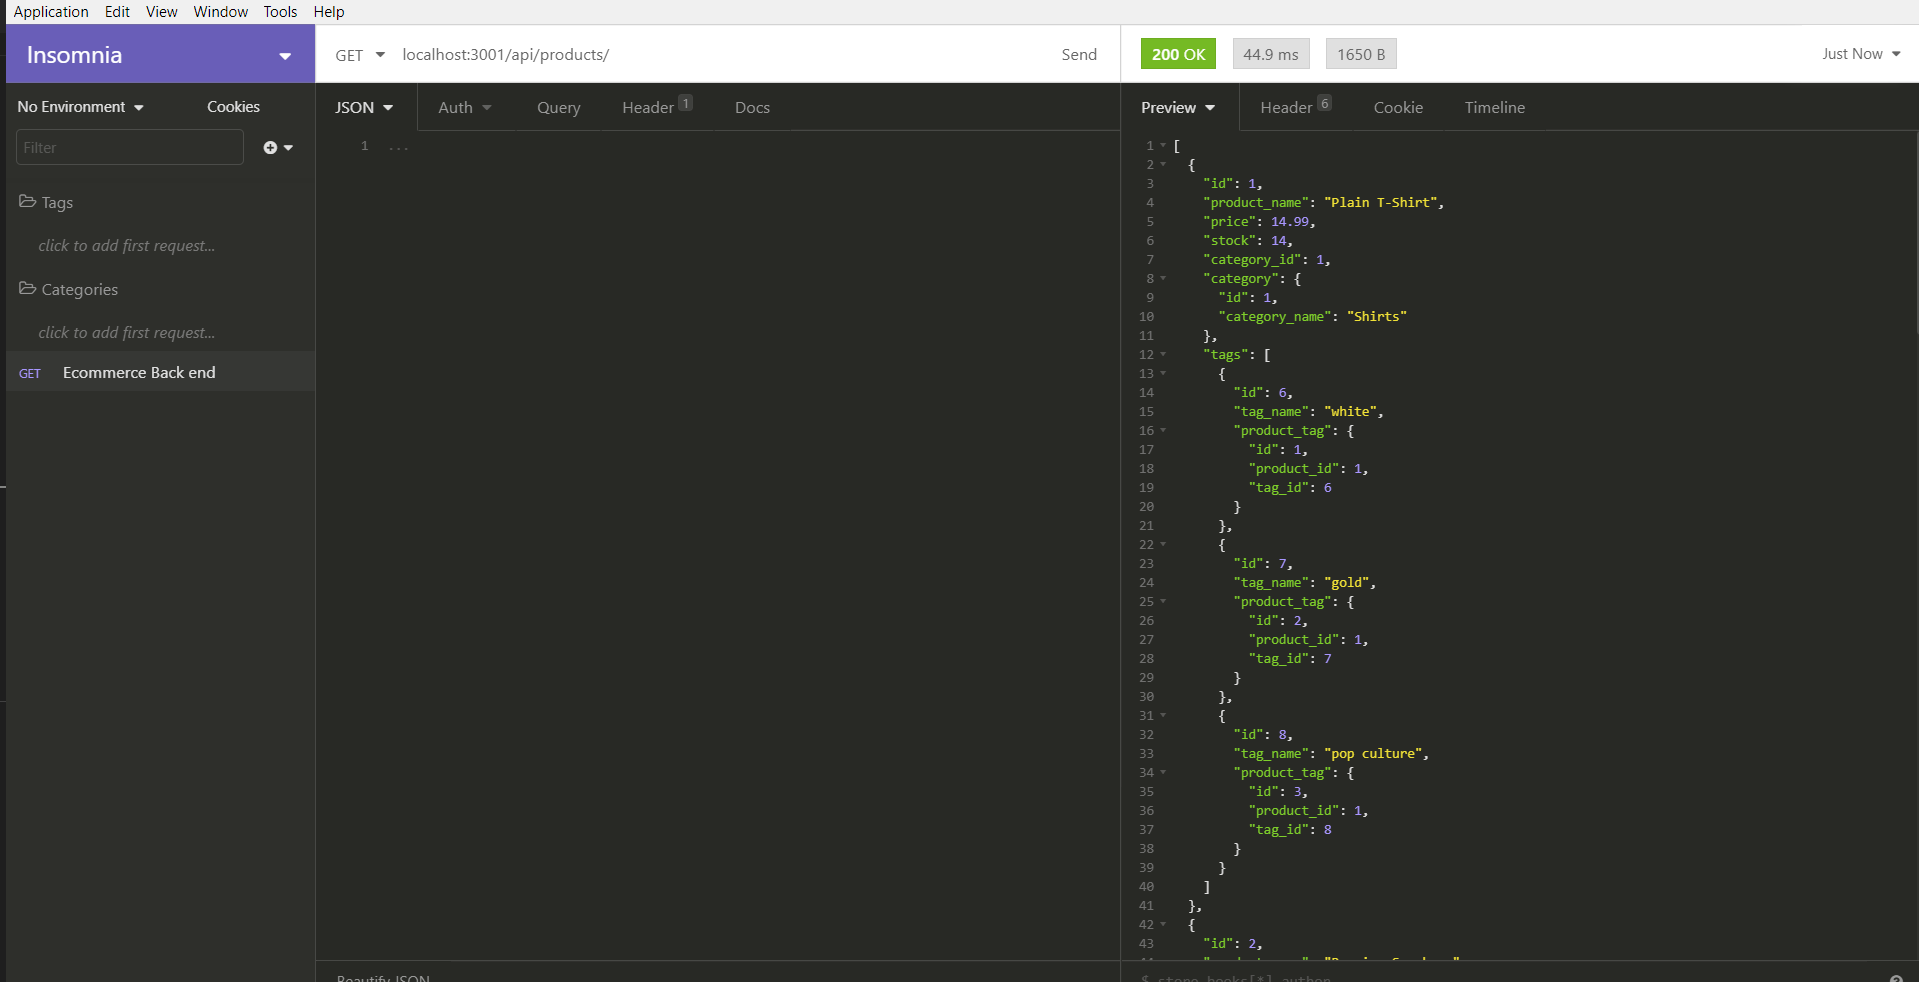 Application Edit View Window Tools Help
Insomnia
GET localhost:3001/api/products/ Send
200 OK 44.9 ms 1650 B Just Now
No Environment Cookies
JSON Auth Query Header 1 Docs
Preview Header 6 Cookie Timeline
Filter
Tags
click to add first request...
Categories
click to add first request...
GET Ecommerce Back end
1 ...
1 [
2 {
3 "id": 1,
4 "product_name": "Plain T-Shirt",
5 "price": 14.99,
6 "stock": 14,
7 "category_id": 1,
8 "category": {
9 "id": 1,
10 "category_name": "Shirts"
11 },
12 "tags": [
13 {
14 "id": 6,
15 "tag_name": "white",
16 "product_tag": {
17 "id": 1,
18 "product_id": 1,
19 "tag_id": 6
20 }
21 },
22 {
23 "id": 7,
24 "tag_name": "gold",
25 "product_tag": {
26 "id": 2,
27 "product_id": 1,
28 "tag_id": 7
29 }
30 },
31 {
32 "id": 8,
33 "tag_name": "pop culture",
34 "product_tag": {
35 "id": 3,
36 "product_id": 1,
37 "tag_id": 8
38 }
39 }
40 ]
41 },
42 {
43 "id": 2,
Beautify JSON
$.store.books[*].author